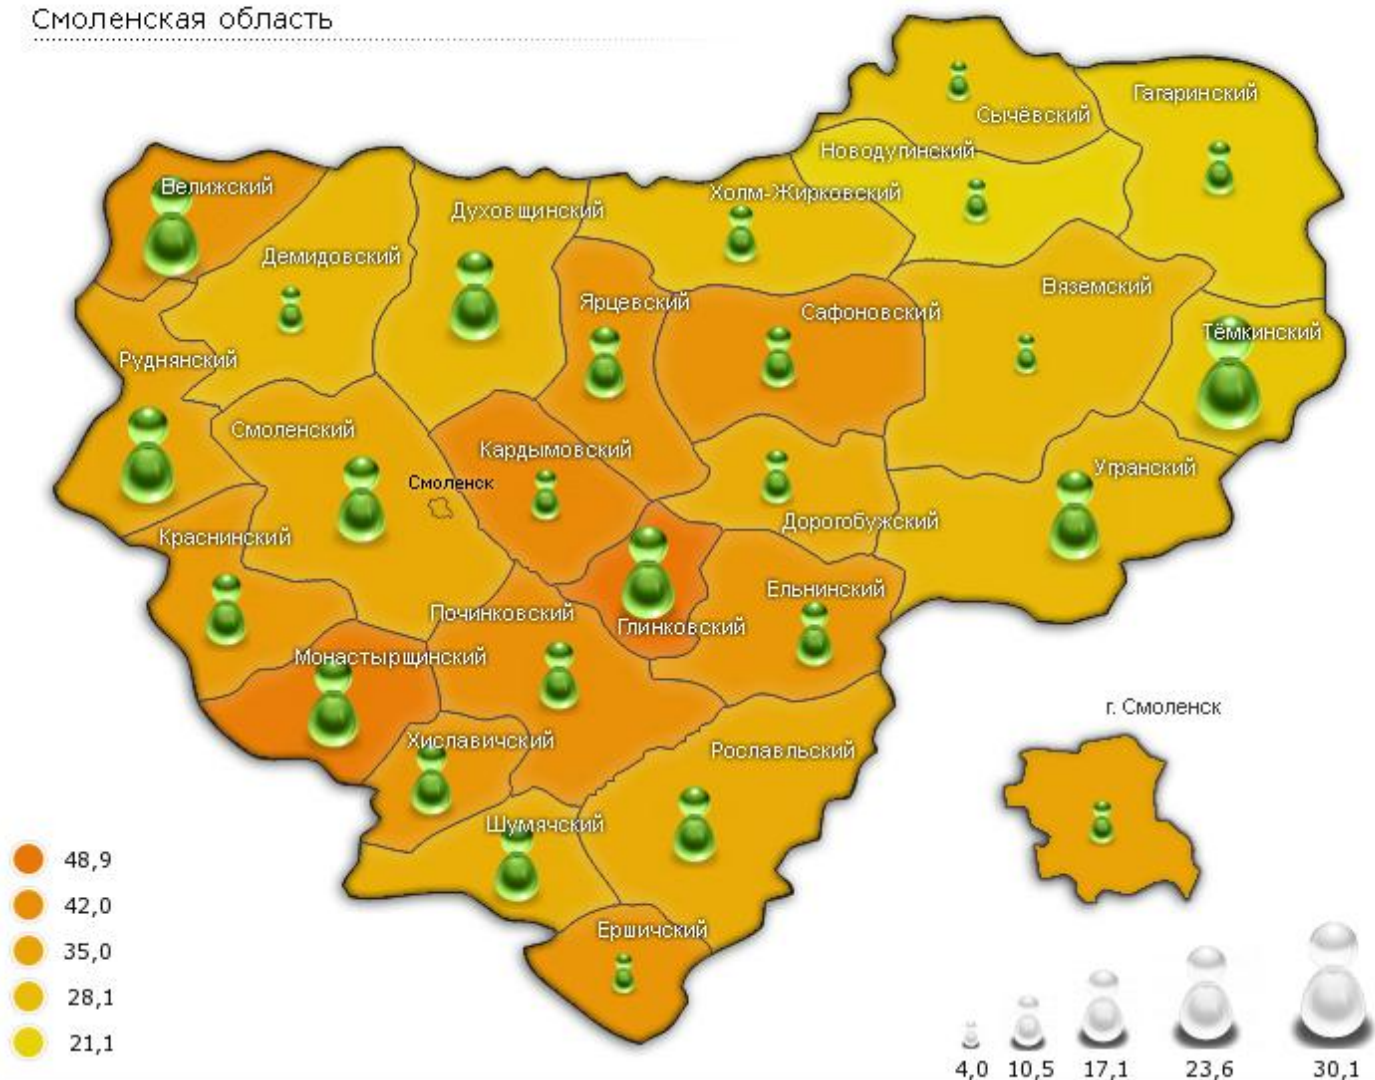 Смоленская область
Сычёвский
Гагаринский
Новодугинский
Велижский
Холм-Жирковский
Духовщинский
Демидовский
Вяземский
Ярцевский
Сафоновский
Тёмкинский
Руднянский
Смоленский
Кардымовский
Угранский
Смоленск
Дорогобужский
Краснинский
Ельнинский
Починковский
Глинковский
Монастырщинский
г. Смоленск
Хиславичский
Рославльский
Шумячский
Ершичский
48,9
42,0
35,0
28,1
21,1
4,0 10,5 17,1 23,6 30,1